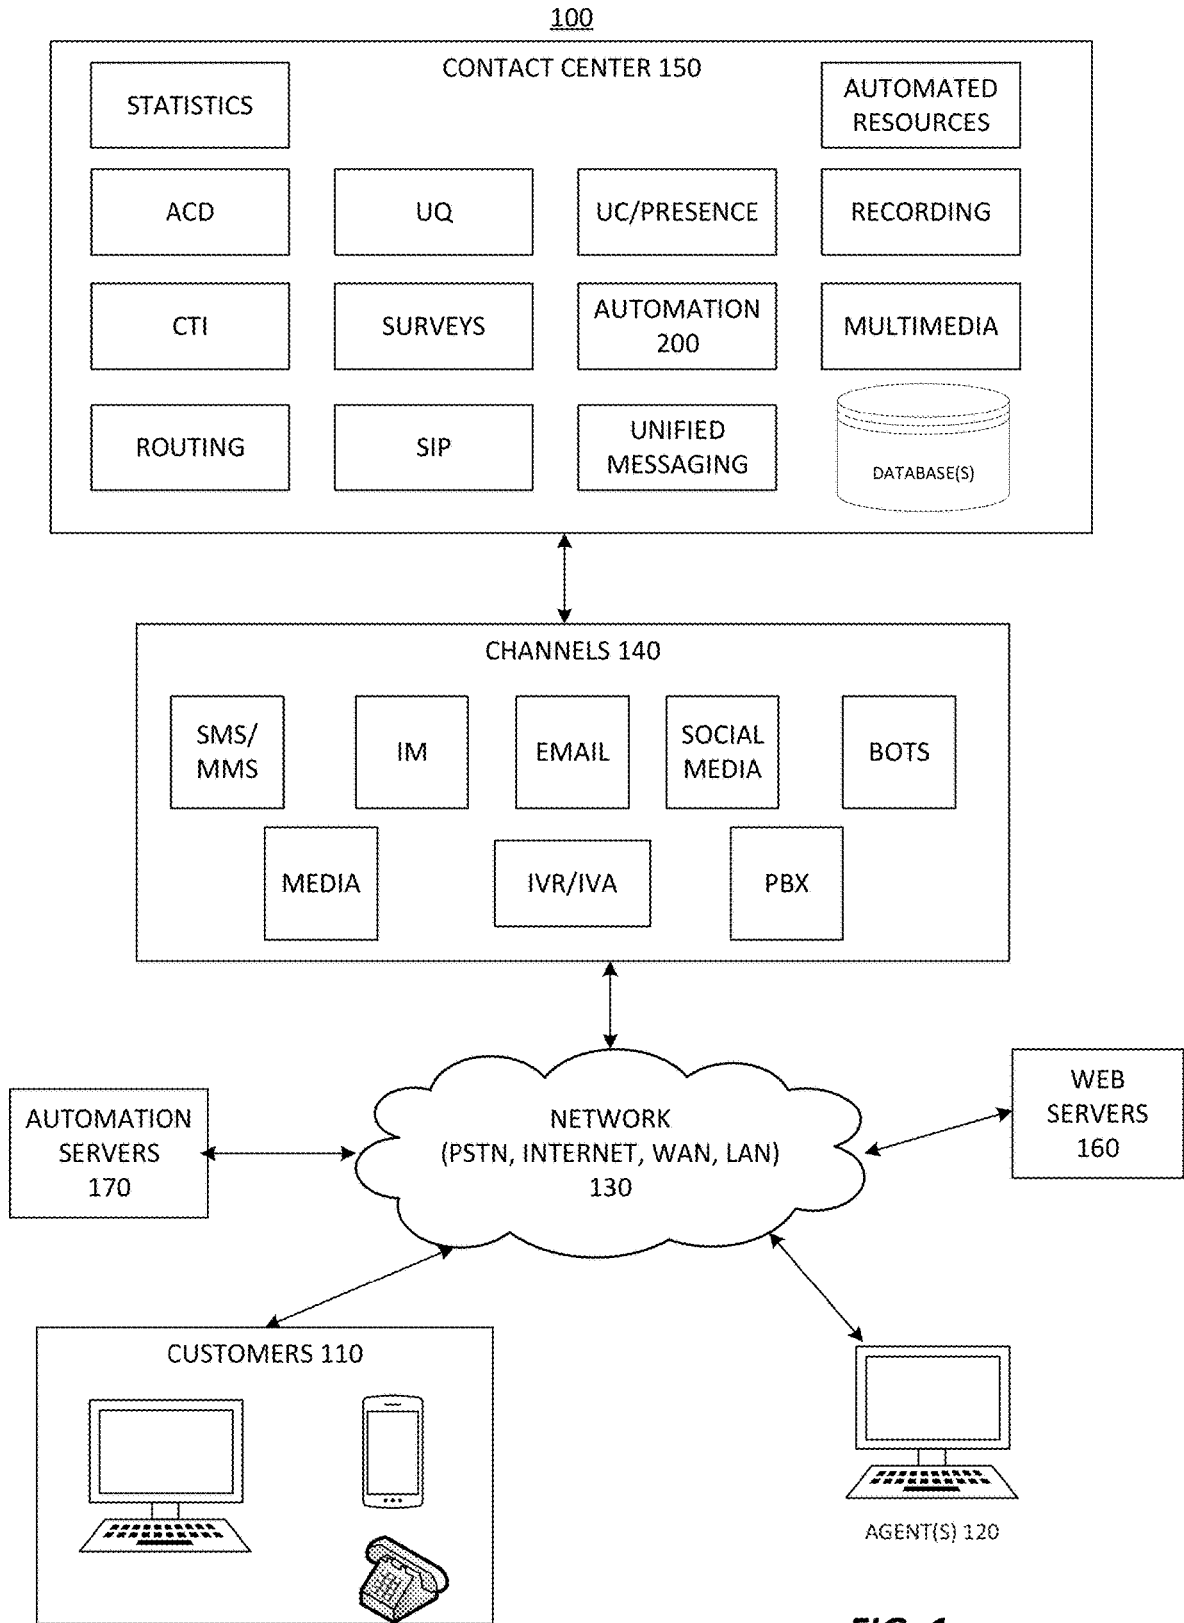 100
CONTACT CENTER 150
STATISTICS
AUTOMATED
RESOURCES
ACD
UQ
UC/PRESENCE
RECORDING
CTI
SURVEYS
AUTOMATION
200
MULTIMEDIA
ROUTING
SIP
UNIFIED
MESSAGING
DATABASE(S)
CHANNELS 140
SMS/
MMS
IM
EMAIL
SOCIAL
MEDIA
BOTS
MEDIA
IVR/IVA
PBX
AUTOMATION
SERVERS
170
NETWORK
(PSTN, INTERNET, WAN, LAN)
130
WEB
SERVERS
160
CUSTOMERS 110
AGENT(S) 120